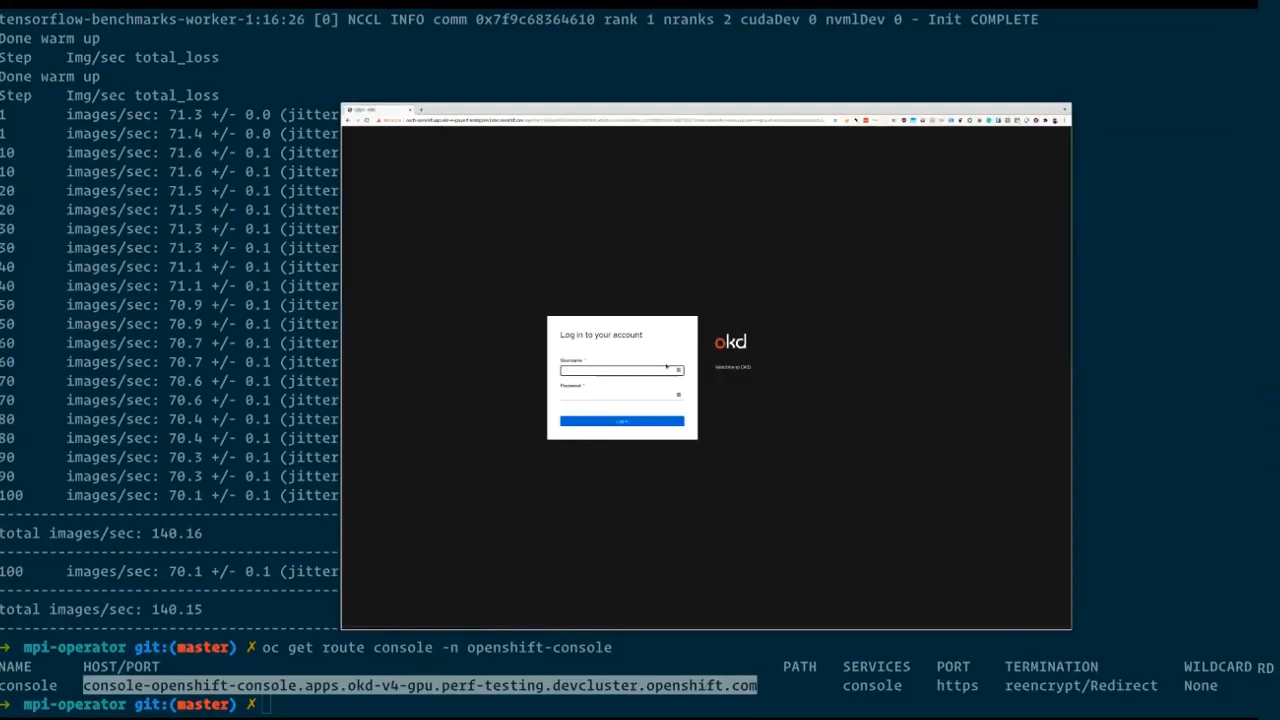 tensorflow-benchmarks-worker-1:16:26 [0] NCCL INFO comm 0x7f9c68364610 rank 1 nranks 2 cudaDev 0 nvmlDev 0 - Init COMPLETE
Done warm up
Step Img/sec total_loss
Done warm up
Step Img/sec total_loss
1 images/sec: 71.3 +/- 0.0 (jitter
1 images/sec: 71.4 +/- 0.0 (jitter
10 images/sec: 71.6 +/- 0.1 (jitter
10 images/sec: 71.6 +/- 0.1 (jitter
20 images/sec: 71.5 +/- 0.1 (jitter
20 images/sec: 71.5 +/- 0.1 (jitter
30 images/sec: 71.3 +/- 0.1 (jitter
30 images/sec: 71.3 +/- 0.1 (jitter
40 images/sec: 71.1 +/- 0.1 (jitter
40 images/sec: 71.1 +/- 0.1 (jitter
50 images/sec: 70.9 +/- 0.1 (jitter
50 images/sec: 70.9 +/- 0.1 (jitter
60 images/sec: 70.7 +/- 0.1 (jitter
60 images/sec: 70.7 +/- 0.1 (jitter
70 images/sec: 70.6 +/- 0.1 (jitter
70 images/sec: 70.6 +/- 0.1 (jitter
80 images/sec: 70.4 +/- 0.1 (jitter
80 images/sec: 70.4 +/- 0.1 (jitter
90 images/sec: 70.3 +/- 0.1 (jitter
90 images/sec: 70.3 +/- 0.1 (jitter
100 images/sec: 70.1 +/- 0.1 (jitter
----------------------------------------
total images/sec: 140.16
----------------------------------------
100 images/sec: 70.1 +/- 0.1 (jitter
----------------------------------------
total images/sec: 140.15
----------------------------------------
→ mpi-operator git:(master) ✗ oc get route console -n openshift-console
NAME HOST/PORT PATH SERVICES PORT TERMINATION WILDCARD RD
console console-openshift-console.apps.okd-v4-gpu.perf-testing.devcluster.openshift.com console https reencrypt/Redirect None
→ mpi-operator git:(master) ✗
Log in to your account
Username *
Password *
Log in
okd
Welcome to OKD.